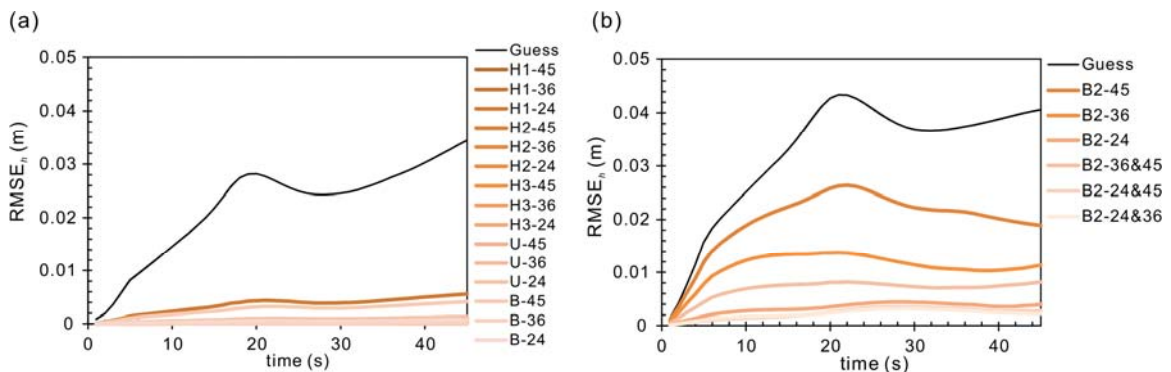 (a)
0.05
0.04
0.03
0.02
0.01
0
RMSEₕ (m)
0
10
20
30
40
time (s)
Guess
H1-45
H1-36
H1-24
H2-45
H2-36
H2-24
H3-45
H3-36
H3-24
U-45
U-36
U-24
B-45
B-36
B-24
(b)
0.05
0.04
0.03
0.02
0.01
0
RMSEₕ (m)
0
10
20
30
40
time (s)
Guess
B2-45
B2-36
B2-24
B2-36&45
B2-24&45
B2-24&36